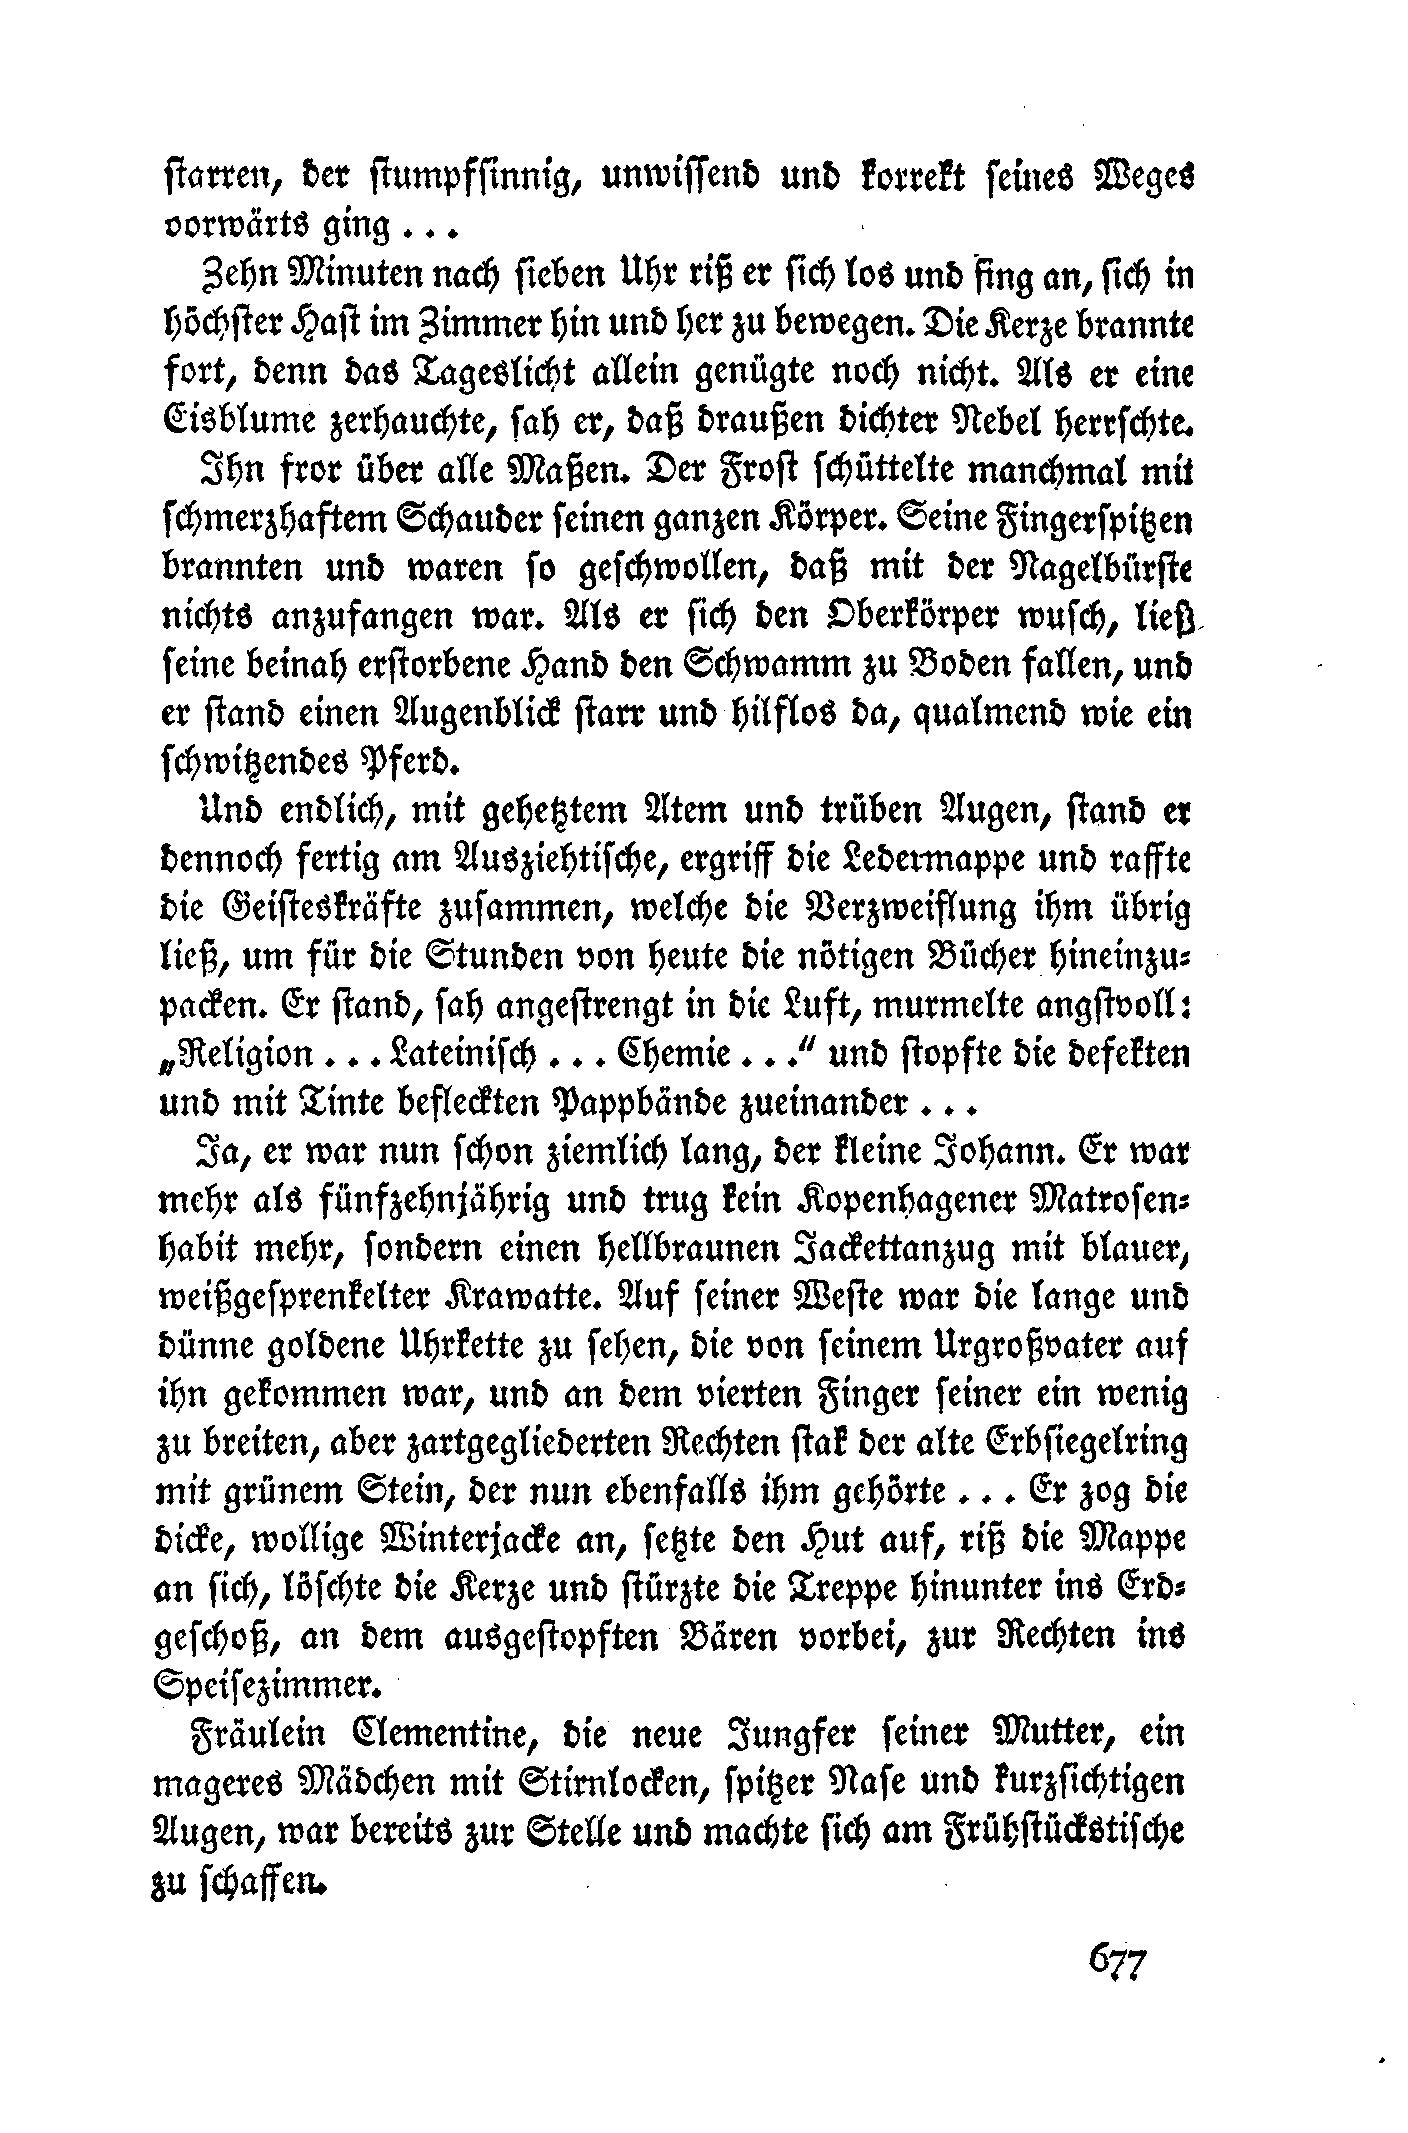 starren, der stumpfsinnig, unwissend und korrekt seines Weges
vorwärts ging . . .
Zehn Minuten nach sieben Uhr riß er sich los und fing an, sich in
höchster Hast im Zimmer hin und her zu bewegen. Die Kerze brannte
fort, denn das Tageslicht allein genügte noch nicht. Als er eine
Eisblume zerhauchte, sah er, daß draußen dichter Nebel herrschte.
Ihn fror über alle Maßen. Der Frost schüttelte manchmal mit
schmerzhaftem Schauder seinen ganzen Körper. Seine Fingerspitzen
brannten und waren so geschwollen, daß mit der Nagelbürste
nichts anzufangen war. Als er sich den Oberkörper wusch, ließ
seine beinah erstorbene Hand den Schwamm zu Boden fallen, und
er stand einen Augenblick starr und hilflos da, qualmend wie ein
schwitzendes Pferd.
Und endlich, mit gehetztem Atem und trüben Augen, stand er
dennoch fertig am Ausziehtische, ergriff die Ledermappe und raffte
die Geisteskräfte zusammen, welche die Verzweiflung ihm übrig
ließ, um für die Stunden von heute die nötigen Bücher hineinzu-
packen. Er stand, sah angestrengt in die Luft, murmelte angstvoll:
„Religion . . . Lateinisch . . . Chemie . . .“ und stopfte die defekten
und mit Tinte befleckten Pappbände zueinander . . .
Ja, er war nun schon ziemlich lang, der kleine Johann. Er war
mehr als fünfzehnjährig und trug kein Kopenhagener Matrosen-
habit mehr, sondern einen hellbraunen Jackettanzug mit blauer,
weißgesprenkelter Krawatte. Auf seiner Weste war die lange und
dünne goldene Uhrkette zu sehen, die von seinem Urgroßvater auf
ihn gekommen war, und an dem vierten Finger seiner ein wenig
zu breiten, aber zartgegliederten Rechten stak der alte Erbsiegelring
mit grünem Stein, der nun ebenfalls ihm gehörte . . . Er zog die
dicke, wollige Winterjacke an, setzte den Hut auf, riß die Mappe
an sich, löschte die Kerze und stürzte die Treppe hinunter ins Erd-
geschoß, an dem ausgestopften Bären vorbei, zur Rechten ins
Speisezimmer.
Fräulein Clementine, die neue Jungfer seiner Mutter, ein
mageres Mädchen mit Stirnlocken, spitzer Nase und kurzsichtigen
Augen, war bereits zur Stelle und machte sich am Frühstückstische
zu schaffen.
677